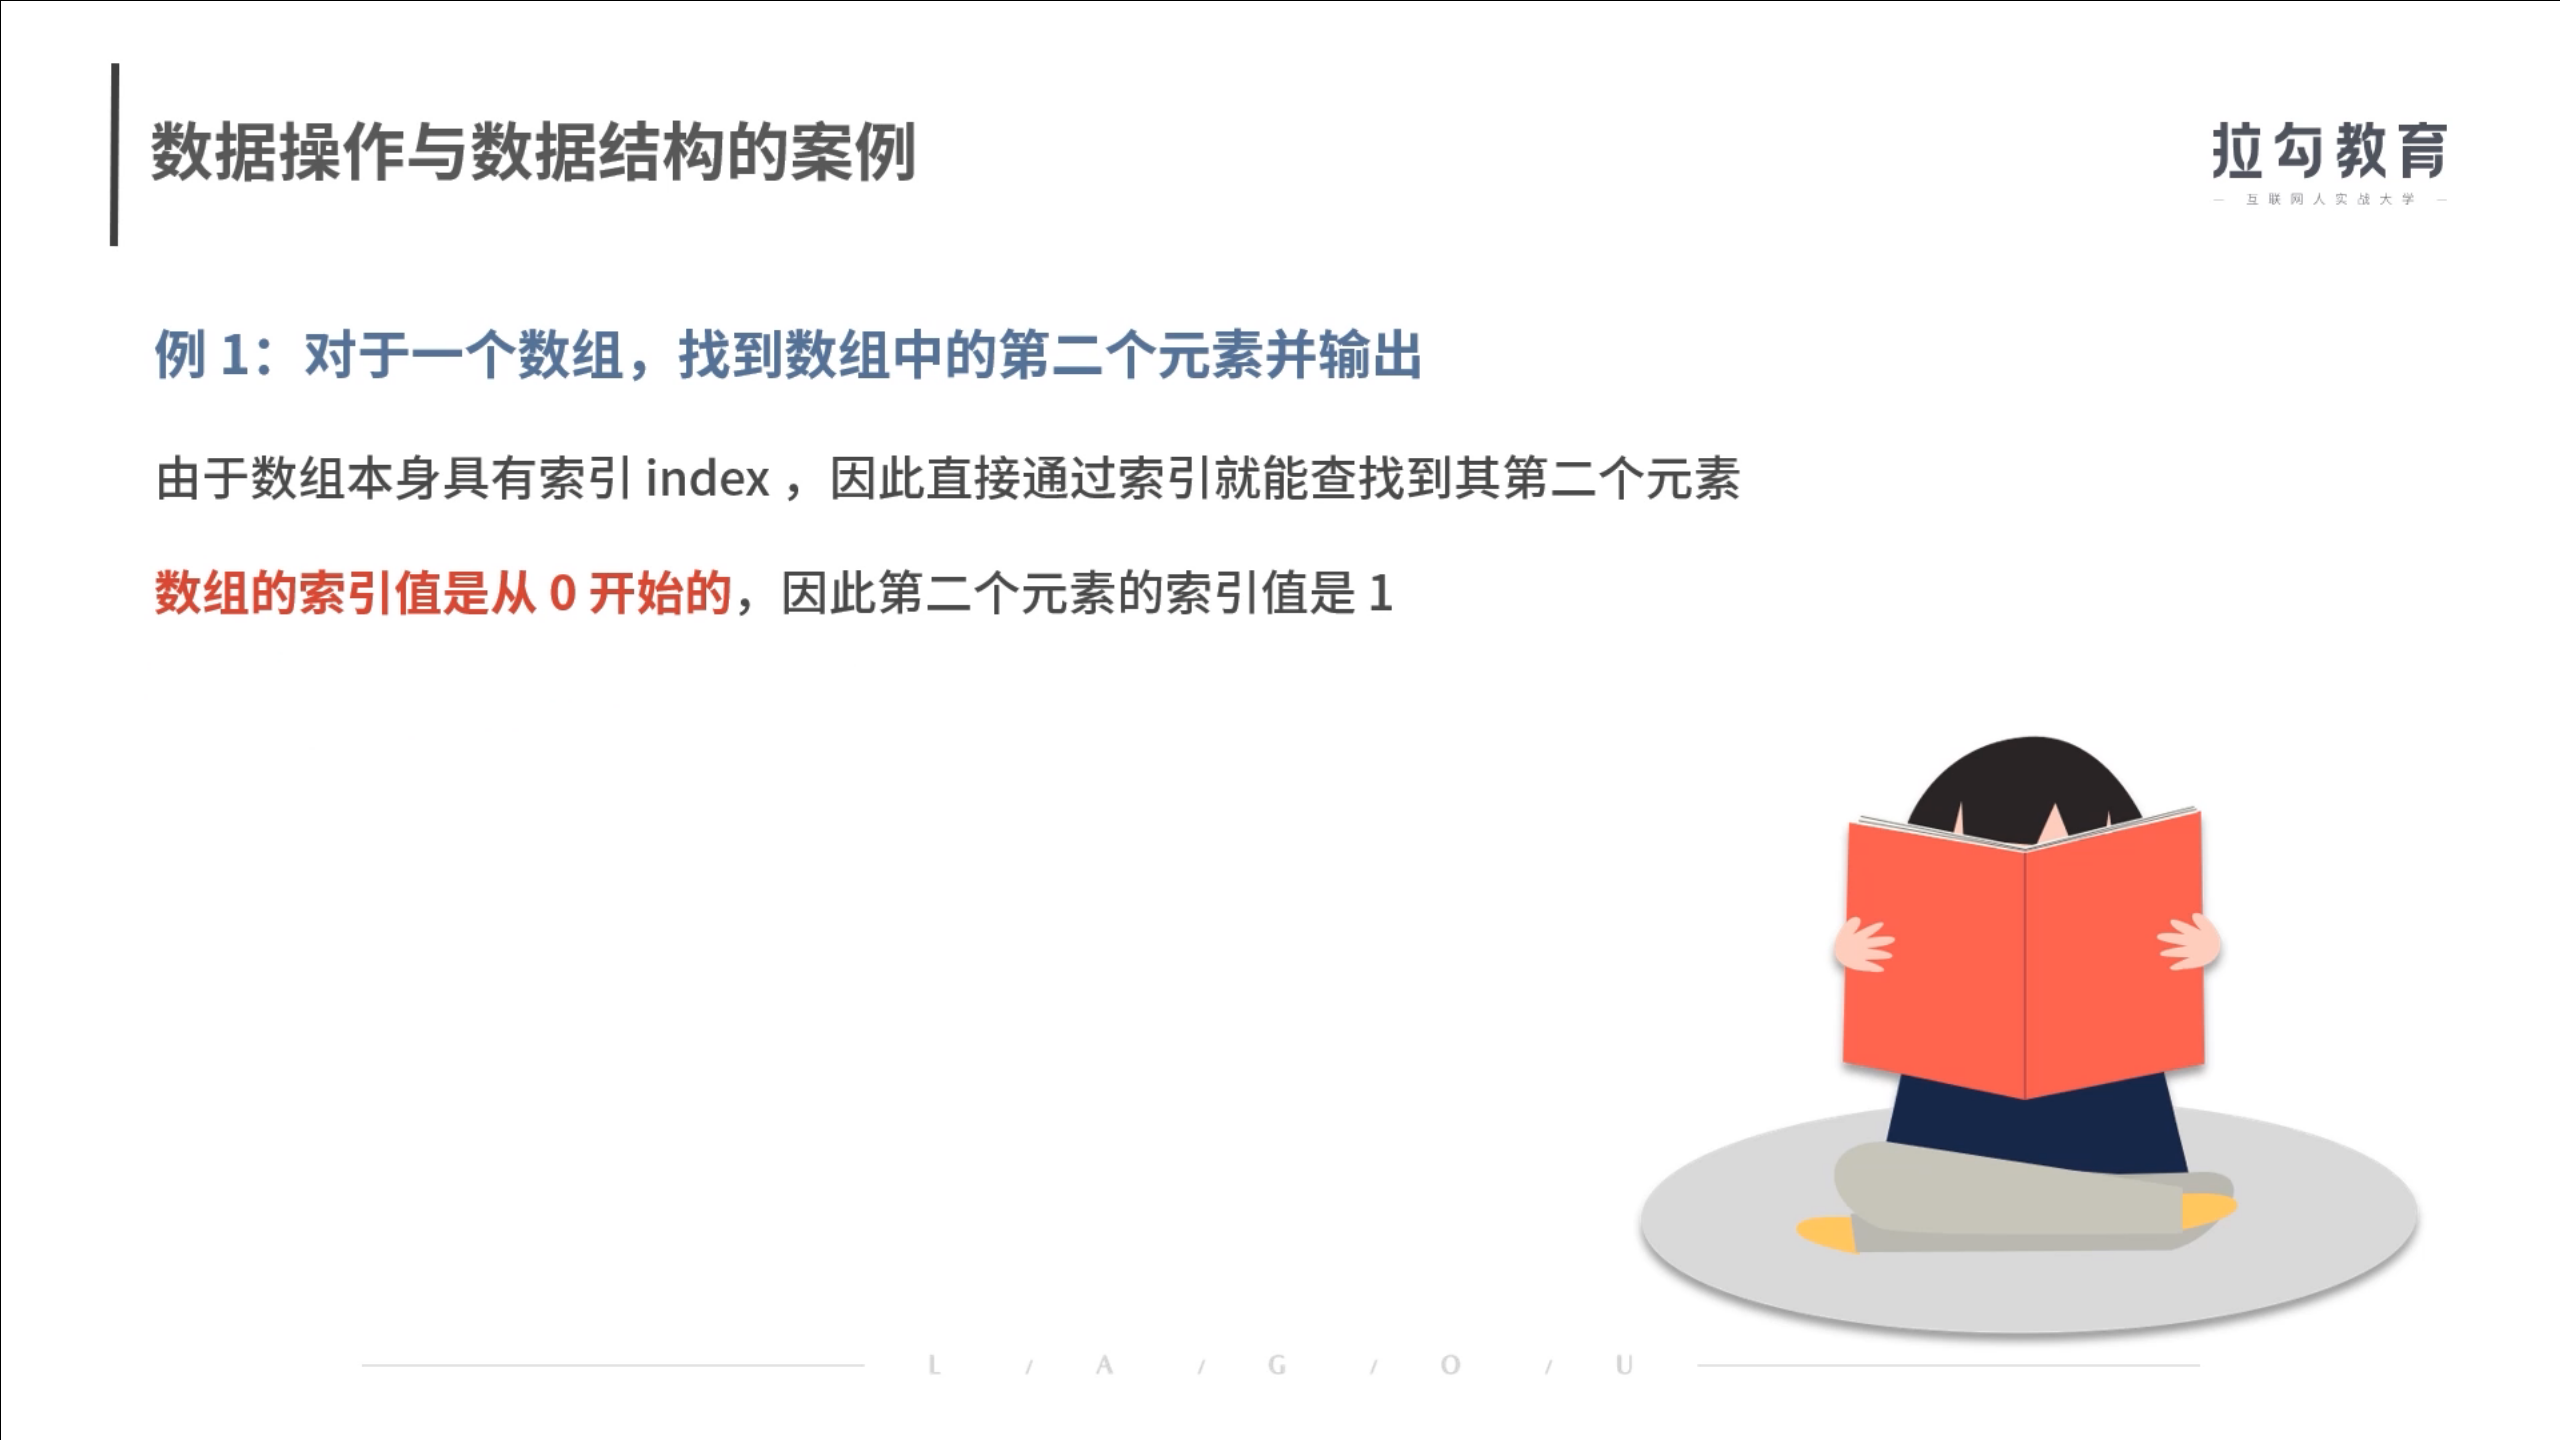 数据操作与数据结构的案例
拉勾教育
— 互联网人实战大学 —
例 1：对于一个数组，找到数组中的第二个元素并输出
由于数组本身具有索引 index ，因此直接通过索引就能查找到其第二个元素
数组的索引值是从 0 开始的，因此第二个元素的索引值是 1
L / A / G / O / U